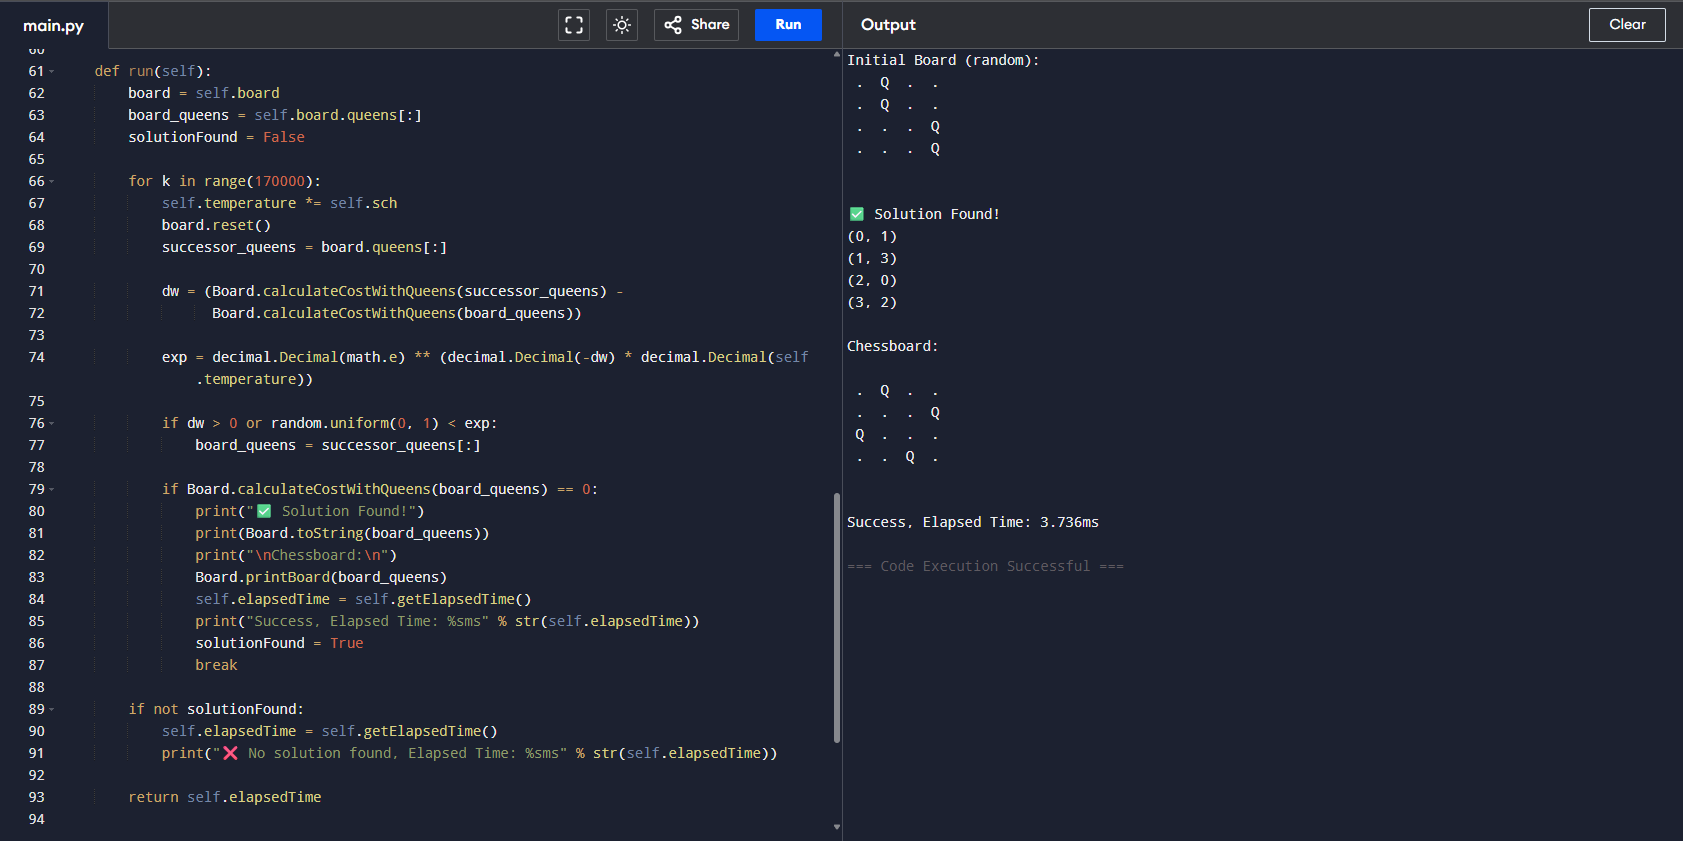 main.py
Share
Run
Output
Clear
60
61 def run(self):
62 board = self.board
63 board_queens = self.board.queens[:]
64 solutionFound = False
65
66 for k in range(170000):
67 self.temperature *= self.sch
68 board.reset()
69 successor_queens = board.queens[:]
70
71 dw = (Board.calculateCostWithQueens(successor_queens) -
72 Board.calculateCostWithQueens(board_queens))
73
74 exp = decimal.Decimal(math.e) ** (decimal.Decimal(-dw) * decimal.Decimal(self
.temperature))
75
76 if dw > 0 or random.uniform(0, 1) < exp:
77 board_queens = successor_queens[:]
78
79 if Board.calculateCostWithQueens(board_queens) == 0:
80 print("✅ Solution Found!")
81 print(Board.toString(board_queens))
82 print("\nChessboard:\n")
83 Board.printBoard(board_queens)
84 self.elapsedTime = self.getElapsedTime()
85 print("Success, Elapsed Time: %sms" % str(self.elapsedTime))
86 solutionFound = True
87 break
88
89 if not solutionFound:
90 self.elapsedTime = self.getElapsedTime()
91 print("❌ No solution found, Elapsed Time: %sms" % str(self.elapsedTime))
92
93 return self.elapsedTime
94
Initial Board (random):
. Q . .
. Q . .
. . . Q
. . . Q
✅ Solution Found!
(0, 1)
(1, 3)
(2, 0)
(3, 2)
Chessboard:
. Q . .
. . . Q
Q . . .
. . Q .
Success, Elapsed Time: 3.736ms
=== Code Execution Successful ===